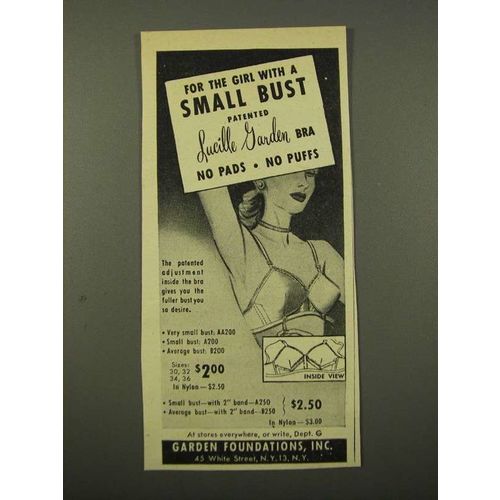 FOR THE GIRL WITH A
SMALL BUST
PATENTED
Lucille Garden BRA
NO PADS • NO PUFFS
The patented
adjustment
inside the bra
gives you the
fuller bust you
so desire.
• Very small bust: AA200
• Small bust: A200
• Average bust: B200
Sizes:
30, 32
34, 36
$2.00
In Nylon—$2.50
INSIDE VIEW
• Small bust—with 2" band—A250
• Average bust—with 2" band—B250
$2.50
In Nylon—$3.00
At stores everywhere, or write, Dept. G
GARDEN FOUNDATIONS, INC.
45 White Street, N.Y. 13, N.Y.